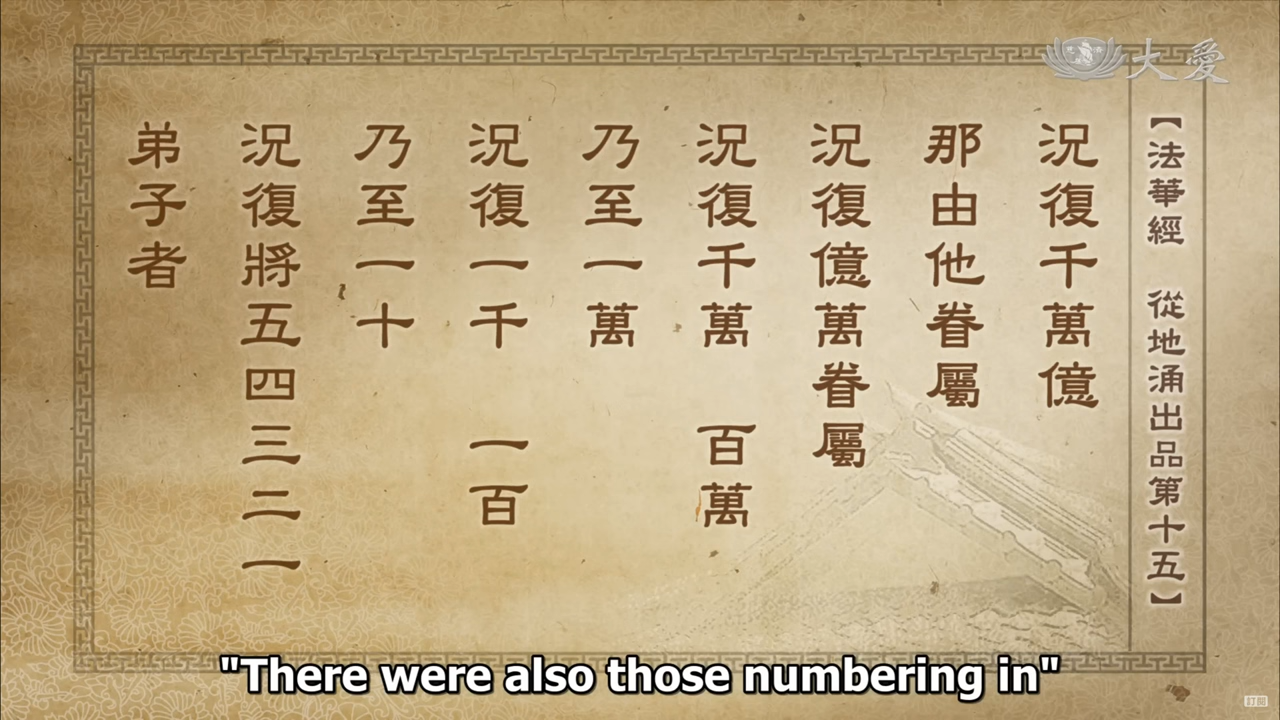 大愛
【法華經 從地涌出品第十五】
況復千萬億
那由他眷屬
況復億萬眷屬
況復千萬 百萬
乃至一萬
況復一千 一百
乃至一十
況復將五四三二一
弟子者
"There were also those numbering in"
訂閱